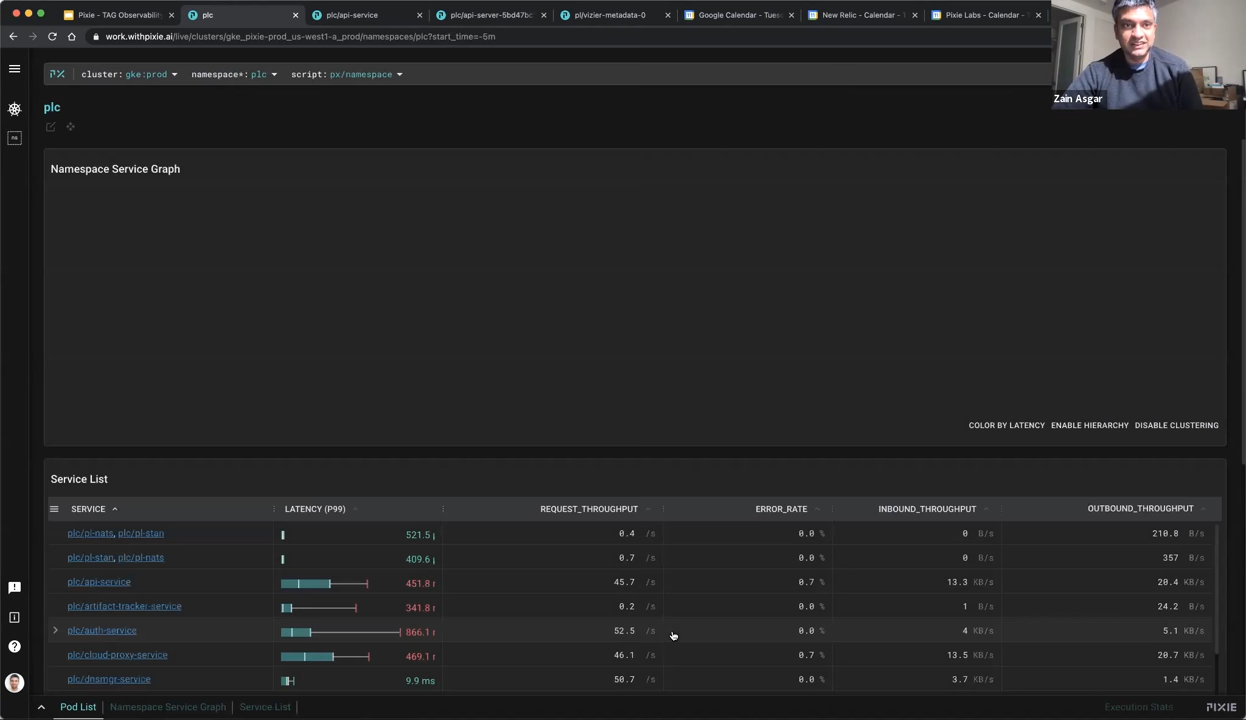 Pixie - TAG Observability
plc
plc/api-service
plc/api-server-5bd47bc
pl/vizier-metadata-0
Google Calendar - Tues
New Relic - Calendar -
Pixie Labs - Calendar -
work.withpixie.ai/live/clusters/gke_pixie-prod_us-west1-a_prod/namespaces/plc?start_time=-5m
cluster: gke:prod namespace*: plc script: px/namespace
Zain Asgar
plc
Namespace Service Graph
COLOR BY LATENCY ENABLE HIERARCHY DISABLE CLUSTERING
Service List
SERVICE LATENCY (P99) REQUEST_THROUGHPUT ERROR_RATE INBOUND_THROUGHPUT OUTBOUND_THROUGHPUT
plc/pl-nats, plc/pl-stan 521.5 0.4 /s 0.0 % 0 B/s 210.8 B/s
plc/pl-stan, plc/pl-nats 409.6 0.7 /s 0.0 % 0 B/s 357 B/s
plc/api-service 451.8 45.7 /s 0.7 % 13.3 KB/s 20.4 KB/s
plc/artifact-tracker-service 341.8 0.2 /s 0.0 % 1 B/s 24.2 B/s
plc/auth-service 866.1 52.5 /s 0.0 % 4 KB/s 5.1 KB/s
plc/cloud-proxy-service 469.1 46.1 /s 0.7 % 13.5 KB/s 20.7 KB/s
plc/dnsmgr-service 9.9 ms 50.7 /s 0.0 % 3.7 KB/s 1.4 KB/s
Pod List Namespace Service Graph Service List Execution Stats PIXIE